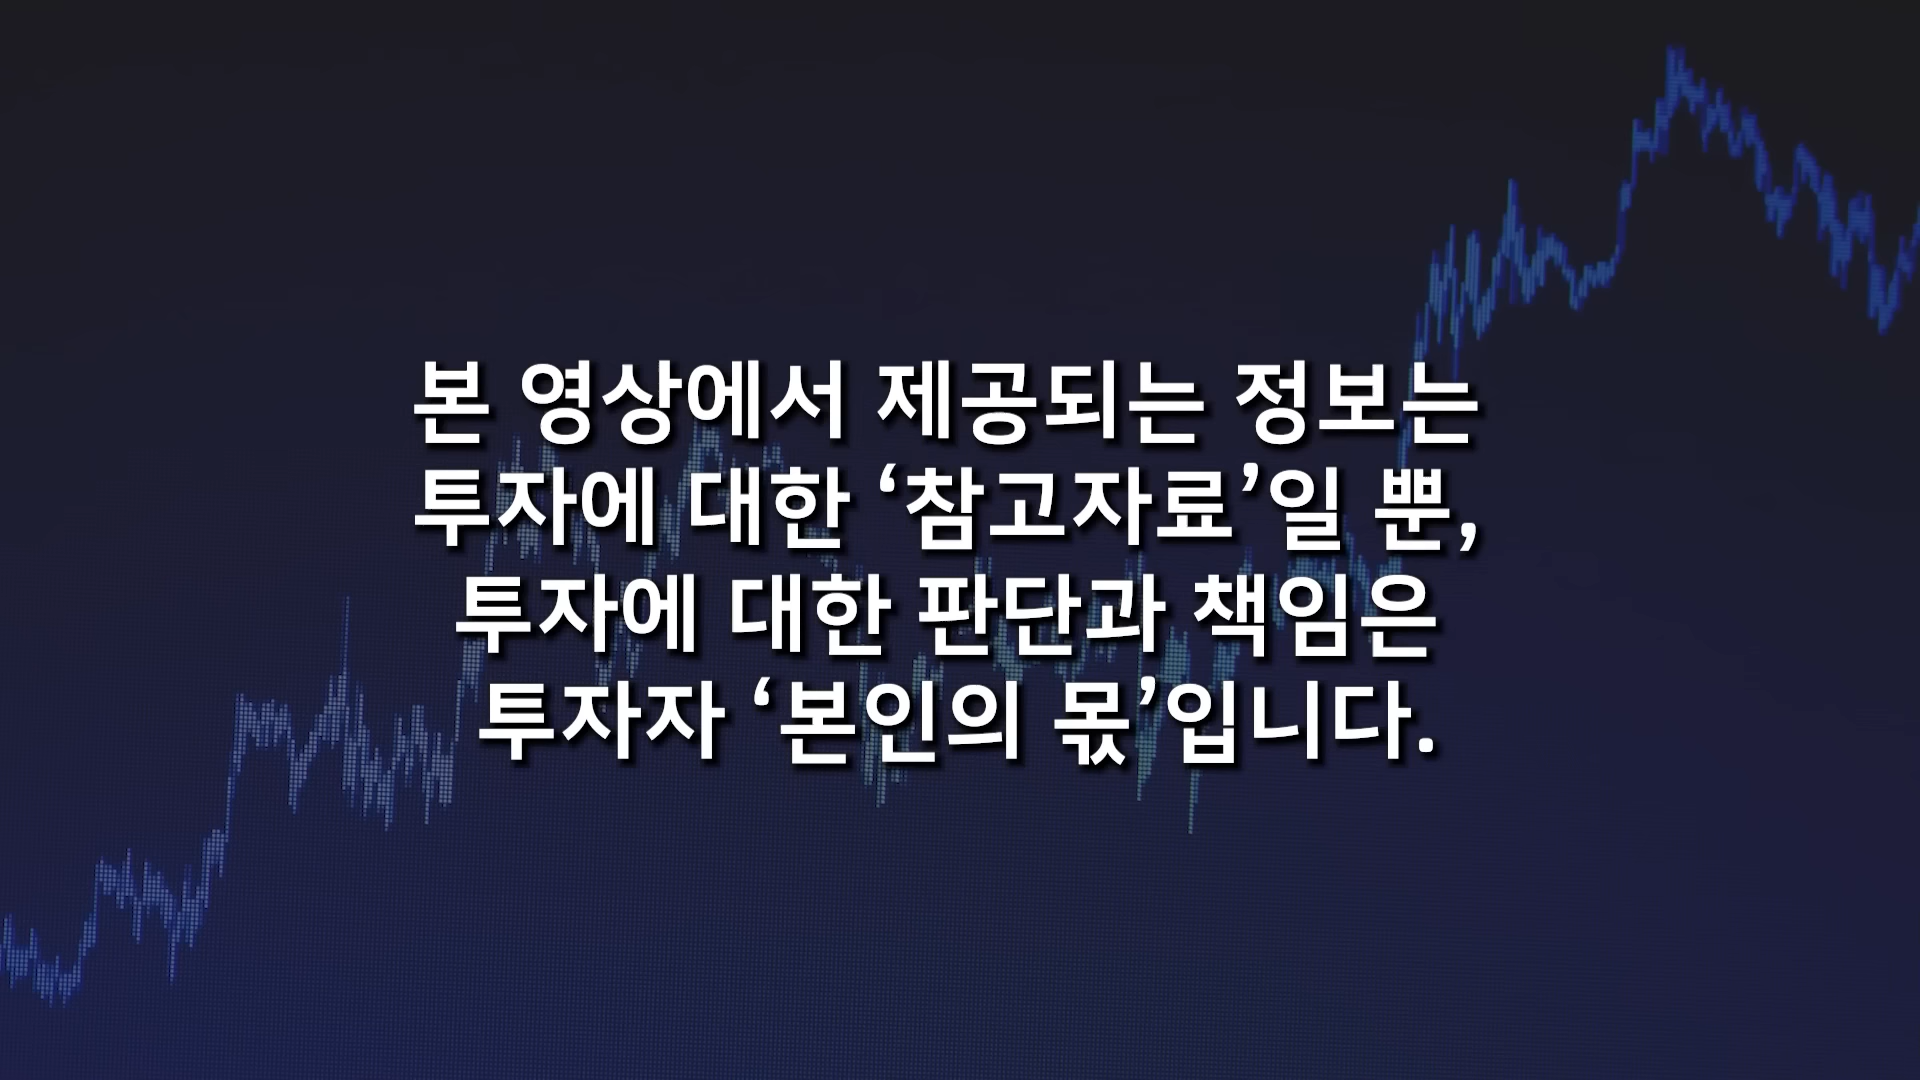 본 영상에서 제공되는 정보는
투자에 대한 ‘참고자료’일 뿐,
투자에 대한 판단과 책임은
투자자 ‘본인의 몫’입니다.